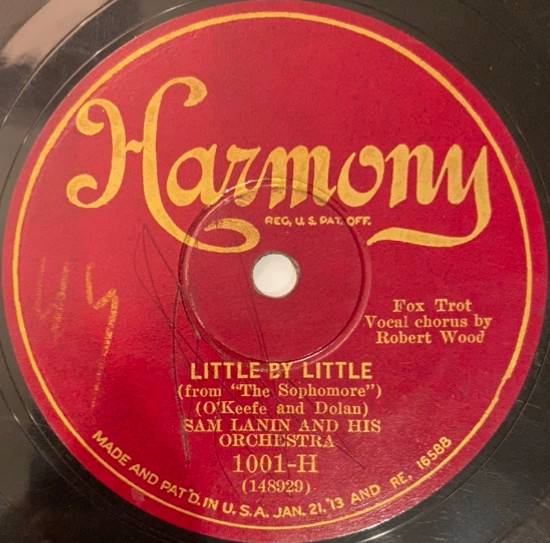 Harmony
REG. U.S. PAT. OFF.
Fox Trot
Vocal chorus by
Robert Wood
LITTLE BY LITTLE
(from "The Sophomore")
(O'Keefe and Dolan)
SAM LANIN AND HIS
ORCHESTRA
1001-H
(148929)
MADE AND PAT'D. IN U.S.A. JAN. 21, '13 AND RE. 16588